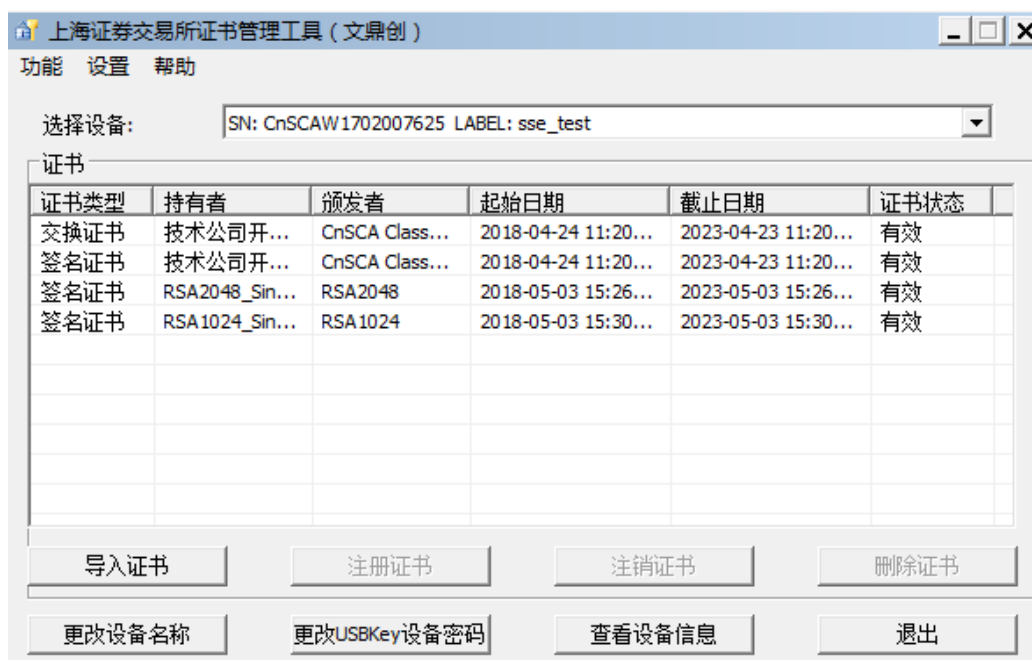 上海证券交易所证书管理工具（文鼎创）
功能 设置 帮助
选择设备: SN: CnSCAW1702007625 LABEL: sse_test
证书
证书类型 持有者 颁发者 起始日期 截止日期 证书状态
交换证书 技术公司开... CnSCA Class... 2018-04-24 11:20... 2023-04-23 11:20... 有效
签名证书 技术公司开... CnSCA Class... 2018-04-24 11:20... 2023-04-23 11:20... 有效
签名证书 RSA2048_Sin... RSA2048 2018-05-03 15:26... 2023-05-03 15:26... 有效
签名证书 RSA1024_Sin... RSA1024 2018-05-03 15:30... 2023-05-03 15:30... 有效
导入证书 注册证书 注销证书 删除证书
更改设备名称 更改USBKey设备密码 查看设备信息 退出